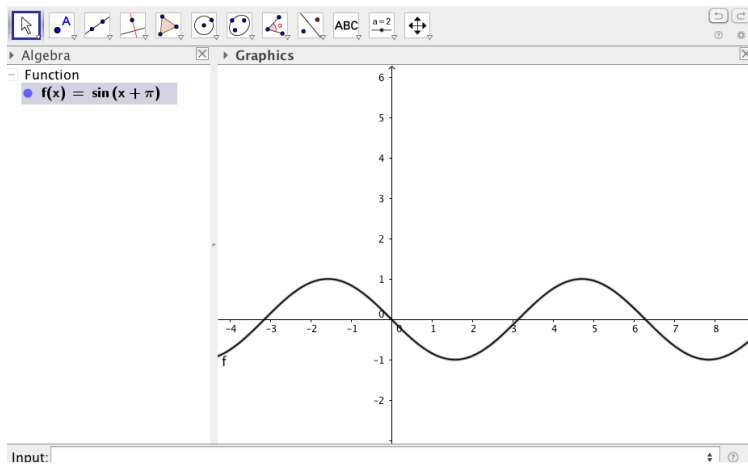 A
α
ABC
a=2
Algebra
Graphics
Function
f(x) = sin (x + π)
6
5
4
3
2
1
0
-4 -3 -2 -1 0 1 2 3 4 5 6 7 8
f
-1
-2
Input: